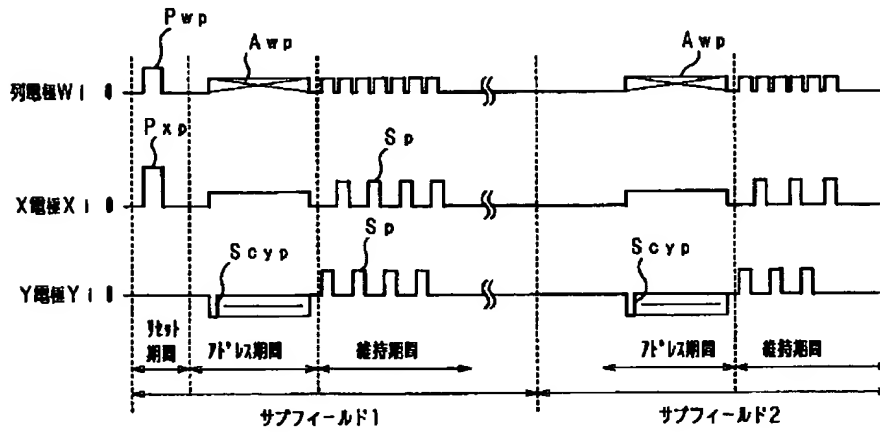 Pwp
Awp
Awp
列電極Wi 0
Pxp
Sp
X電極Xi 0
Scyp
Sp
Scyp
Y電極Yi 0
リセット期間
アドレス期間
維持期間
アドレス期間
維持期間
サブフィールド1
サブフィールド2